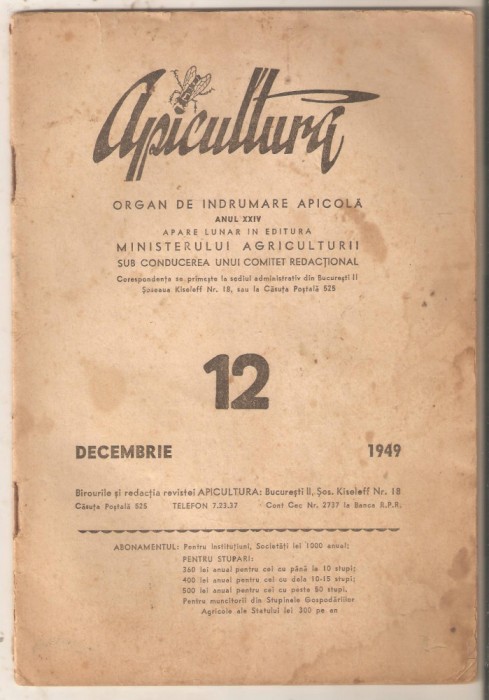 Apicultură
ORGAN DE INDRUMARE APICOLĂ
ANUL XXIV
APARE LUNAR IN EDITURA
MINISTERULUI AGRICULTURII
SUB CONDUCEREA UNUI COMITET REDACȚIONAL
Corespondența se primește la sediul administrativ din București II
Șoseaua Kiseleff Nr. 18, sau la Căsuța Poștală 525
12
DECEMBRIE 1949
Birourile și redacția revistei APICULTURA: București II, Șos. Kiseleff Nr. 18
Căsuța Poștală 525 TELEFON 7.23.37 Cont Cec Nr. 2737 la Banca R.P.R.
ABONAMENTUL: Pentru instituțiuni, Societăți lei 1000 anual;
PENTRU STUPARI:
360 lei anual pentru cei cu până la 10 stupi;
400 lei anual pentru cei cu dela 10-15 stupi;
500 lei anual pentru cei cu peste 50 stupi.
Pentru muncitorii din Stupinele Gospodăriilor
Agricole ale Statului lei 300 pe an